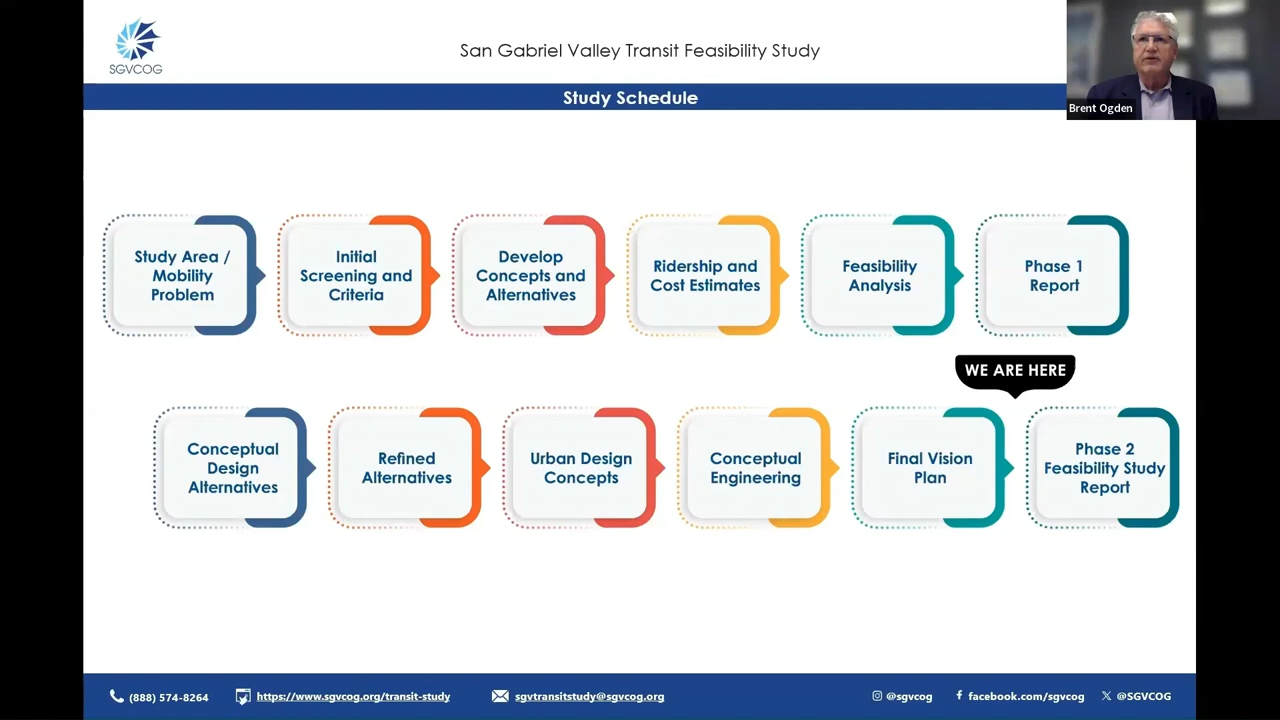 SGVCOG
San Gabriel Valley Transit Feasibility Study
Brent Ogden
Study Schedule
Study Area /
Mobility
Problem
Initial
Screening and
Criteria
Develop
Concepts and
Alternatives
Ridership and
Cost Estimates
Feasibility
Analysis
Phase 1
Report
WE ARE HERE
Conceptual
Design
Alternatives
Refined
Alternatives
Urban Design
Concepts
Conceptual
Engineering
Final Vision
Plan
Phase 2
Feasibility Study
Report
(888) 574-8264
https://www.sgvcog.org/transit-study
sgvtransitstudy@sgvcog.org
@sgvcog
facebook.com/sgvcog
@SGVCOG